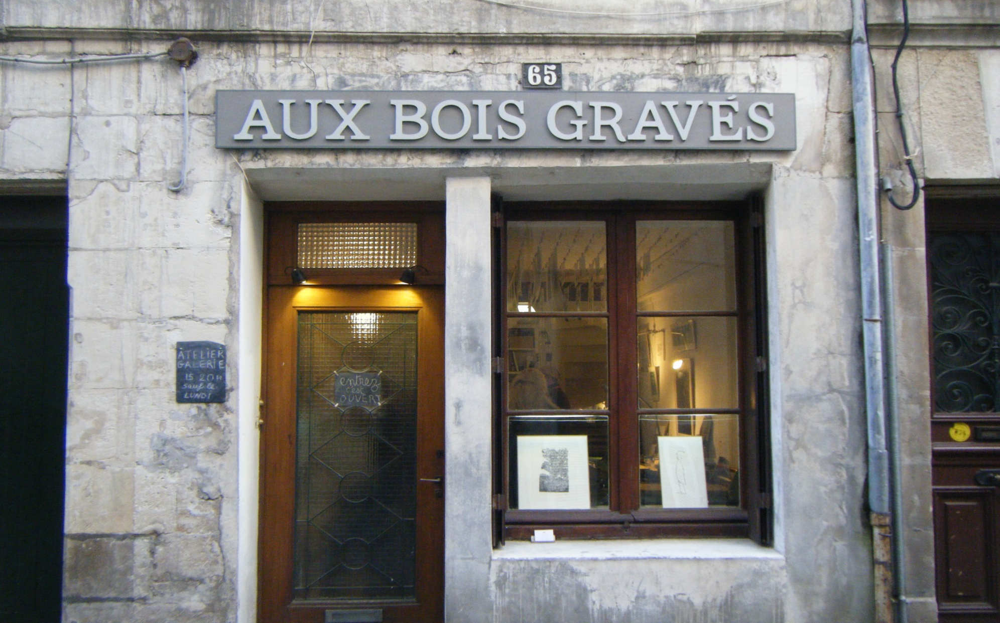 65
AUX BOIS GRAVÉS
ATELIER
GALERIE
15 20H
sauf le
LUNDI
entrez
c'est
OUVERT